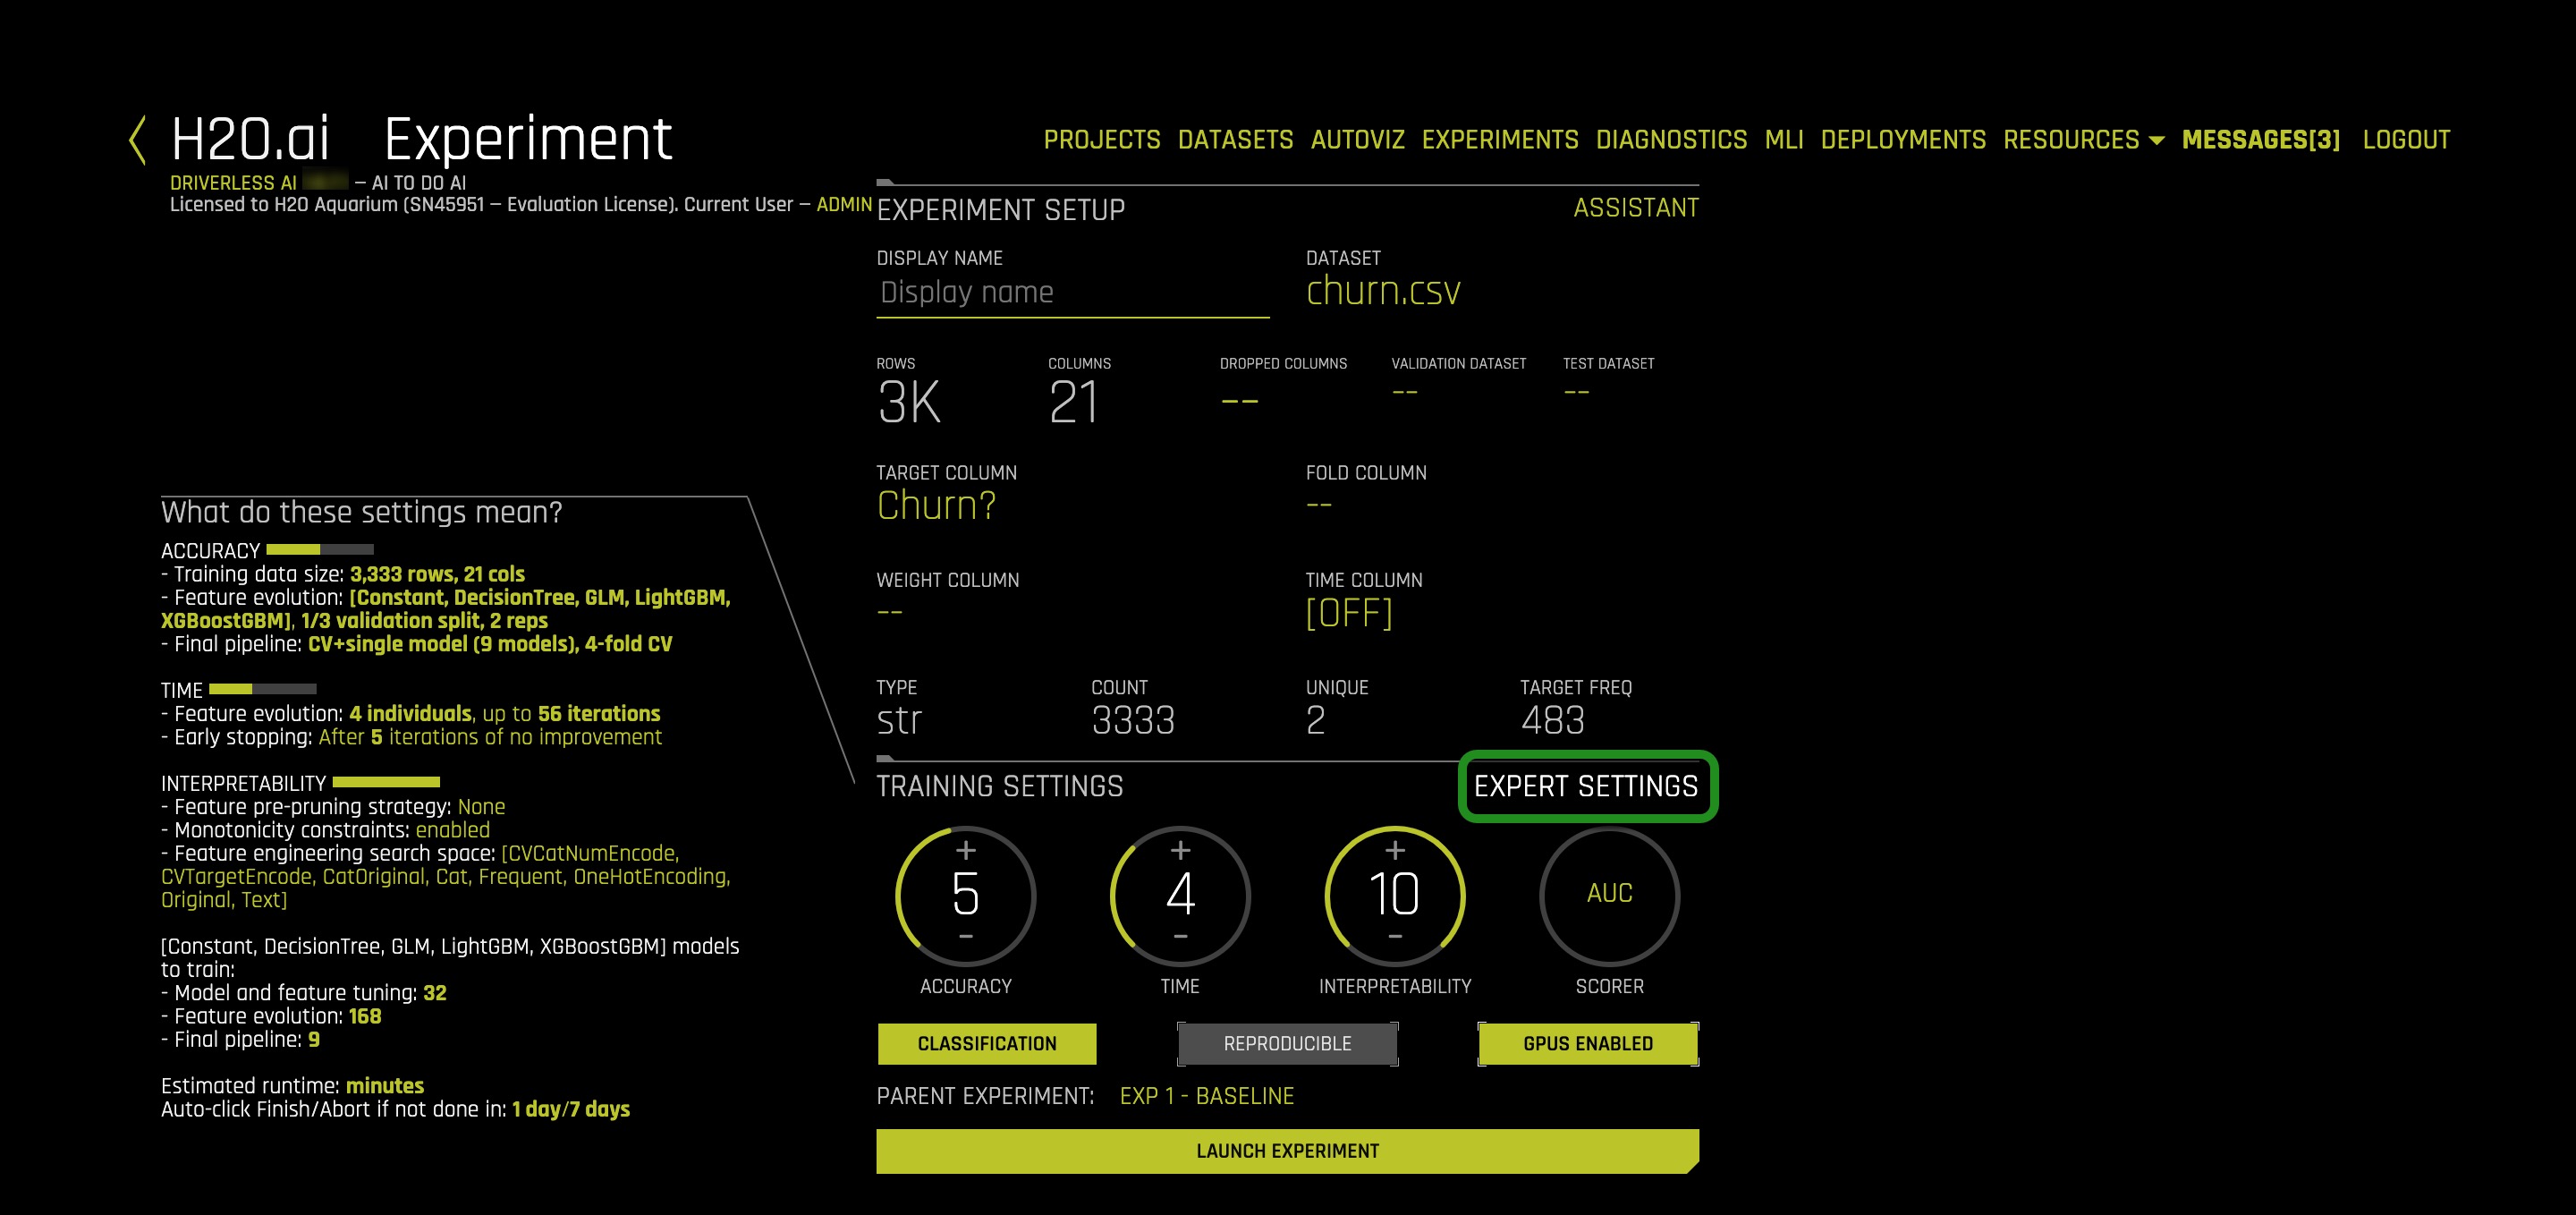 H2O.ai Experiment
DRIVERLESS AI — AI TO DO AI
Licensed to H2O Aquarium (SN45951 — Evaluation License). Current User — ADMIN
PROJECTS DATASETS AUTOVIZ EXPERIMENTS DIAGNOSTICS MLI DEPLOYMENTS RESOURCES MESSAGES[3] LOGOUT
What do these settings mean?
ACCURACY
- Training data size: 3,333 rows, 21 cols
- Feature evolution: [Constant, DecisionTree, GLM, LightGBM,
XGBoostGBM], 1/3 validation split, 2 reps
- Final pipeline: CV+single model (9 models), 4-fold CV
TIME
- Feature evolution: 4 individuals, up to 56 iterations
- Early stopping: After 5 iterations of no improvement
INTERPRETABILITY
- Feature pre-pruning strategy: None
- Monotonicity constraints: enabled
- Feature engineering search space: [CVCatNumEncode,
CVTargetEncode, CatOriginal, Cat, Frequent, OneHotEncoding,
Original, Text]
[Constant, DecisionTree, GLM, LightGBM, XGBoostGBM] models
to train:
- Model and feature tuning: 32
- Feature evolution: 168
- Final pipeline: 9
Estimated runtime: minutes
Auto-click Finish/Abort if not done in: 1 day/7 days
EXPERIMENT SETUP ASSISTANT
DISPLAY NAME DATASET
Display name churn.csv
ROWS COLUMNS DROPPED COLUMNS VALIDATION DATASET TEST DATASET
3K 21 -- -- --
TARGET COLUMN FOLD COLUMN
Churn? --
WEIGHT COLUMN TIME COLUMN
-- [OFF]
TYPE COUNT UNIQUE TARGET FREQ
str 3333 2 483
TRAINING SETTINGS EXPERT SETTINGS
+ + +
5 4 10 AUC
- - -
ACCURACY TIME INTERPRETABILITY SCORER
CLASSIFICATION REPRODUCIBLE GPUS ENABLED
PARENT EXPERIMENT: EXP 1 - BASELINE
LAUNCH EXPERIMENT